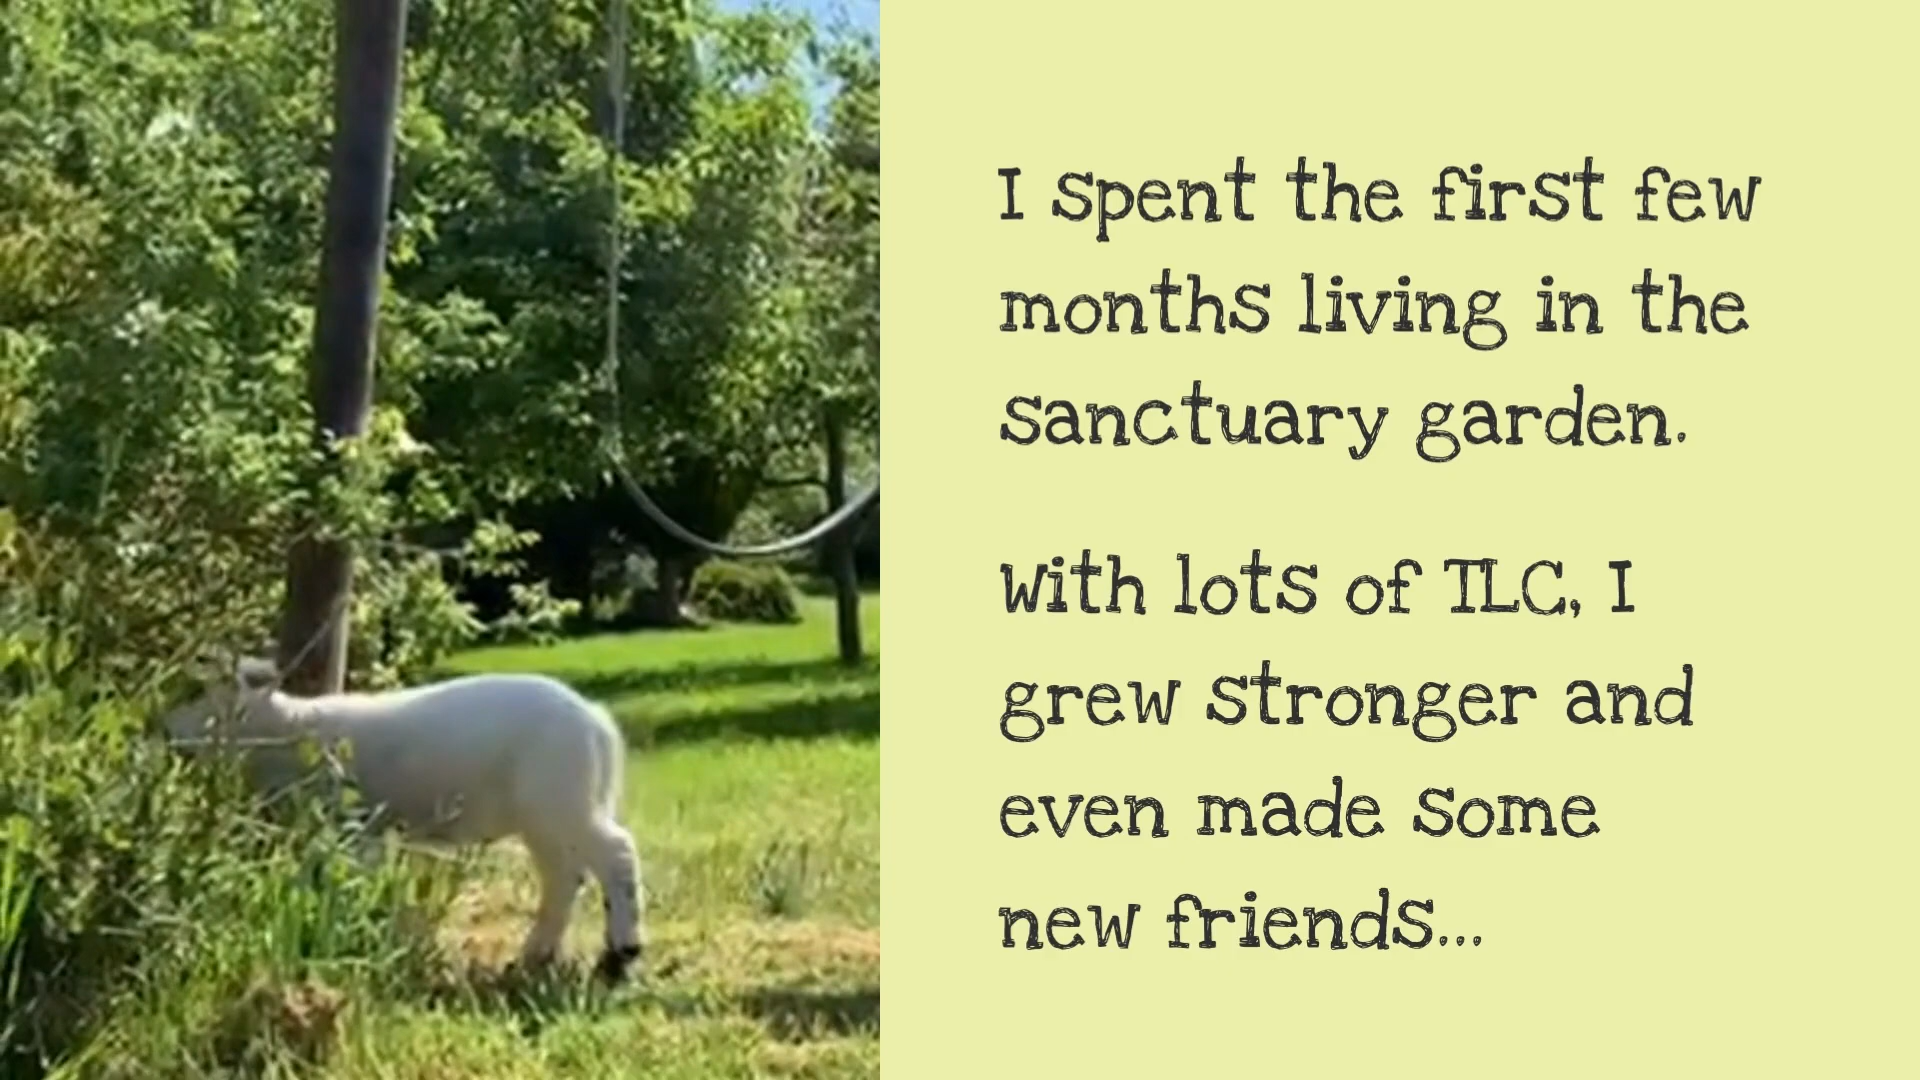 I spent the first few
months living in the
sanctuary garden.
With lots of TLC, I
grew stronger and
even made some
new friends...